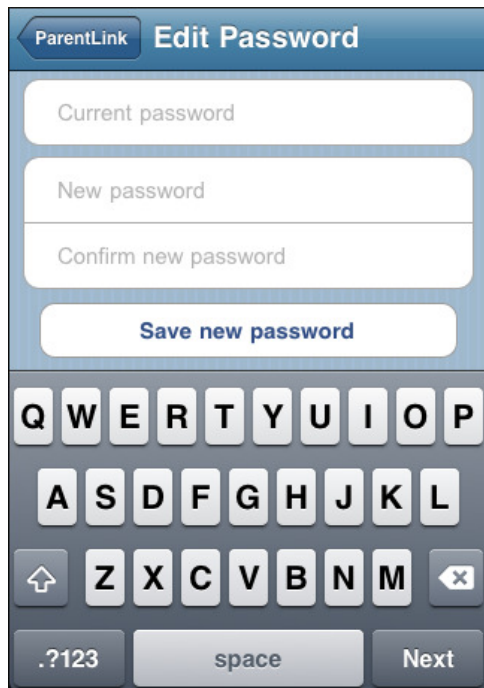 ParentLink Edit Password
Current password
New password
Confirm new password
Save new password
Q W E R T Y U I O P
A S D F G H J K L
Z X C V B N M
.?123 space Next